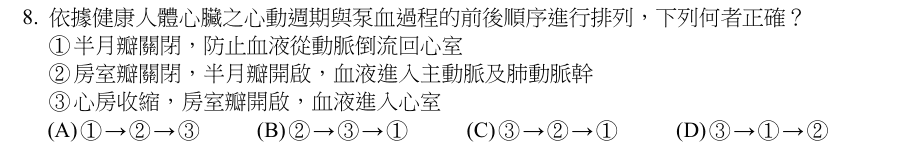 8. 依據健康人體心臟之心動週期與泵血過程的前後順序進行排列，下列何者正確？
①半月瓣關閉，防止血液從動脈倒流回心室
②房室瓣關閉，半月瓣開啟，血液進入主動脈及肺動脈幹
③心房收縮，房室瓣開啟，血液進入心室
(A)①→②→③ (B)②→③→① (C)③→②→① (D)③→①→②